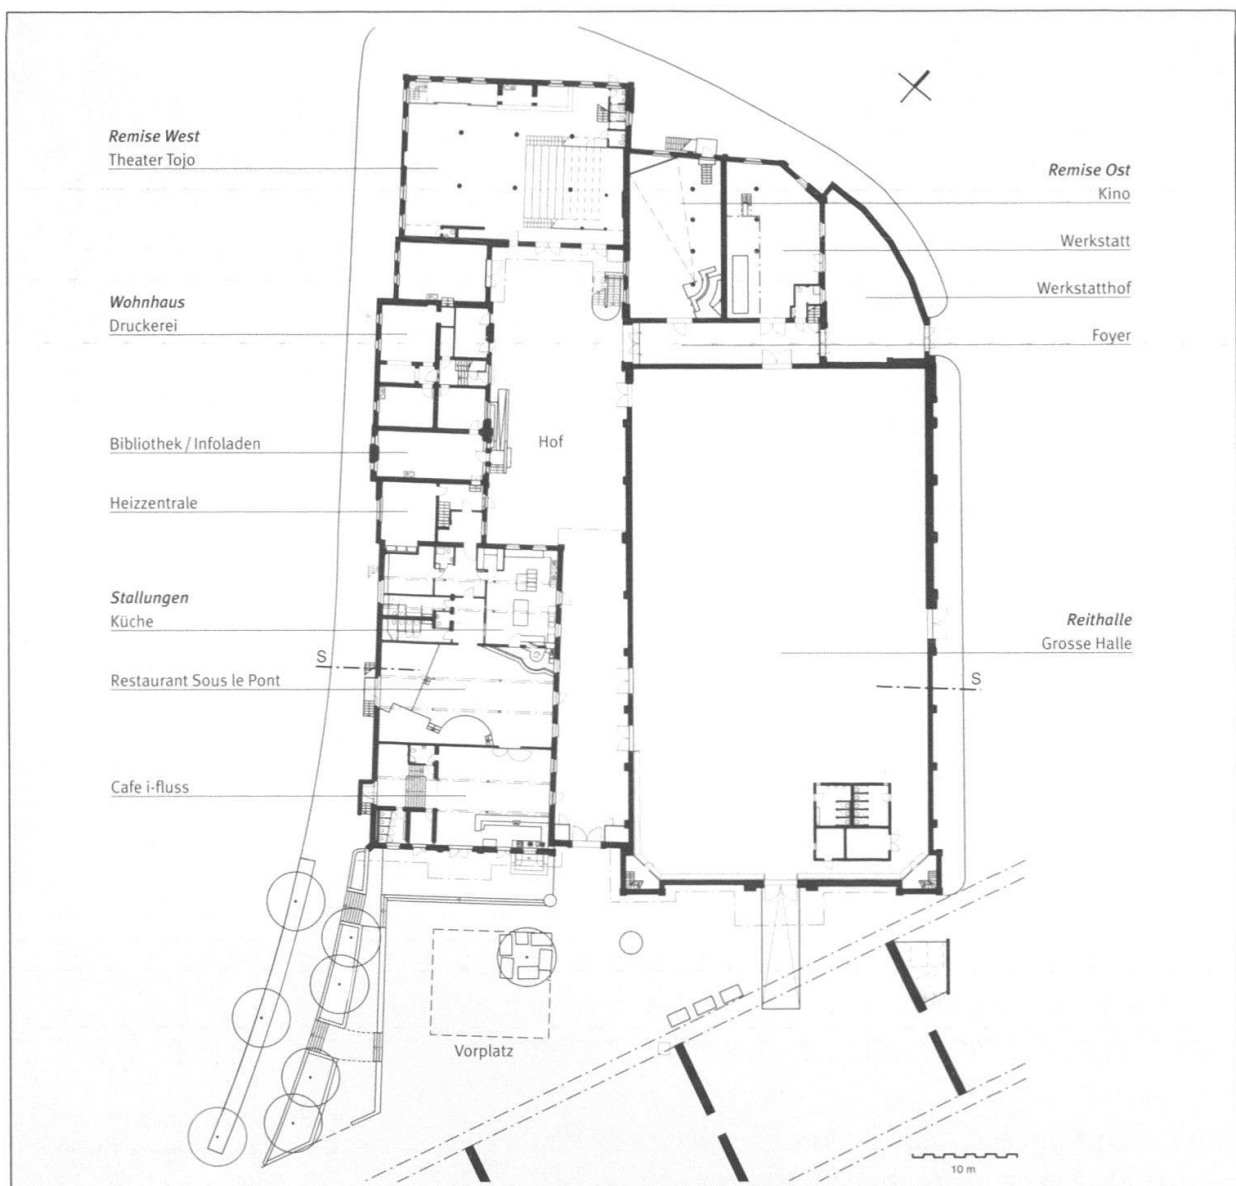 Remise West
Theater Tojo
Wohnhaus
Druckerei
Bibliothek / Infoladen
Heizzentrale
Stallungen
Küche
S
Restaurant Sous le Pont
Cafe i-fluss
Hof
Vorplatz
Remise Ost
Kino
Werkstatt
Werkstatthof
Foyer
Reithalle
Grosse Halle
S
10 m